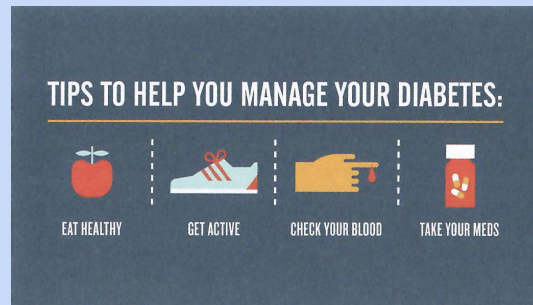 TIPS TO HELP YOU MANAGE YOUR DIABETES:
EAT HEALTHY
GET ACTIVE
CHECK YOUR BLOOD
TAKE YOUR MEDS